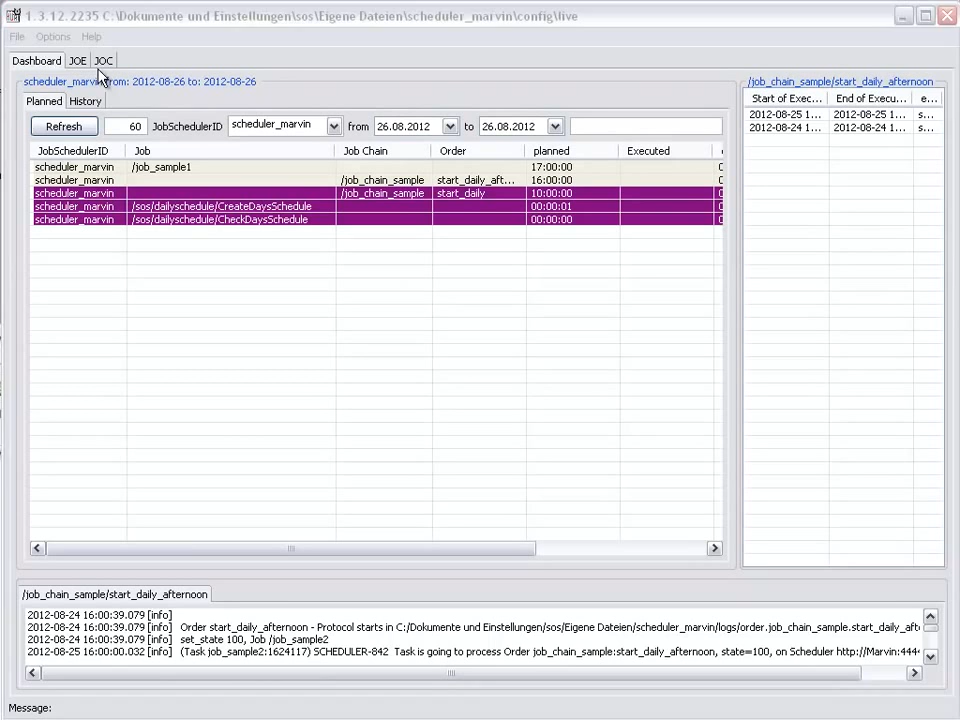 1.3.12.2235 C:\Dokumente und Einstellungen\sos\Eigene Dateien\scheduler_marvin\config\live
File Options Help
Dashboard JOE JOC
scheduler_marvin from: 2012-08-26 to: 2012-08-26
/job_chain_sample/start_daily_afternoon
Planned History
Start of Exec... End of Execu... e...
Refresh 60 JobSchedulerID scheduler_marvin from 26.08.2012 to 26.08.2012
2012-08-25 1... 2012-08-25 1... s...
2012-08-24 1... 2012-08-24 1... s...
JobSchedulerID Job Job Chain Order planned Executed
scheduler_marvin /job_sample1 17:00:00
scheduler_marvin /job_chain_sample start_daily_aft... 16:00:00
scheduler_marvin /job_chain_sample start_daily 10:00:00
scheduler_marvin /sos/dailyschedule/CreateDaysSchedule 00:00:01
scheduler_marvin /sos/dailyschedule/CheckDaysSchedule 00:00:00
/job_chain_sample/start_daily_afternoon
2012-08-24 16:00:39.079 [info]
2012-08-24 16:00:39.079 [info] Order start_daily_afternoon - Protocol starts in C:/Dokumente und Einstellungen/sos/Eigene Dateien/scheduler_marvin/logs/order.job_chain_sample.start_daily_aft
2012-08-24 16:00:39.079 [info] set_state 100, Job /job_sample2
2012-08-25 16:00:00.032 [info] (Task job_sample2:1624117) SCHEDULER-842 Task is going to process Order job_chain_sample:start_daily_afternoon, state=100, on Scheduler http://Marvin:4444
Message: